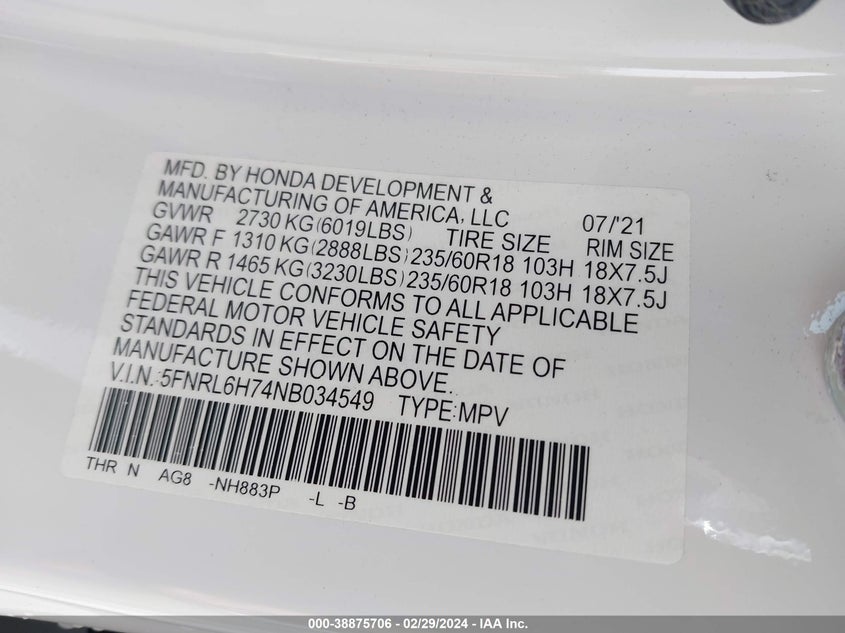 MFD. BY HONDA DEVELOPMENT &
MANUFACTURING OF AMERICA, LLC 07/'21
GVWR 2730 KG(6019LBS) TIRE SIZE RIM SIZE
GAWR F 1310 KG(2888LBS)235/60R18 103H 18X7.5J
GAWR R 1465 KG(3230LBS)235/60R18 103H 18X7.5J
THIS VEHICLE CONFORMS TO ALL APPLICABLE
FEDERAL MOTOR VEHICLE SAFETY
STANDARDS IN EFFECT ON THE DATE OF
MANUFACTURE SHOWN ABOVE.
V.I.N.:5FNRL6H74NB034549 TYPE:MPV
THR N AG8 -NH883P -L -B
000-38875706 - 02/29/2024 - IAA Inc.